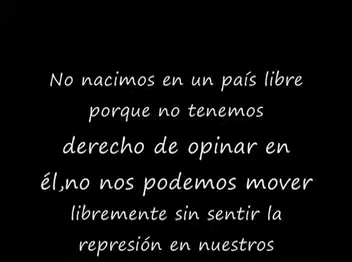 No nacimos en un país libre
porque no tenemos
derecho de opinar en
él,no nos podemos mover
libremente sin sentir la
represión en nuestros